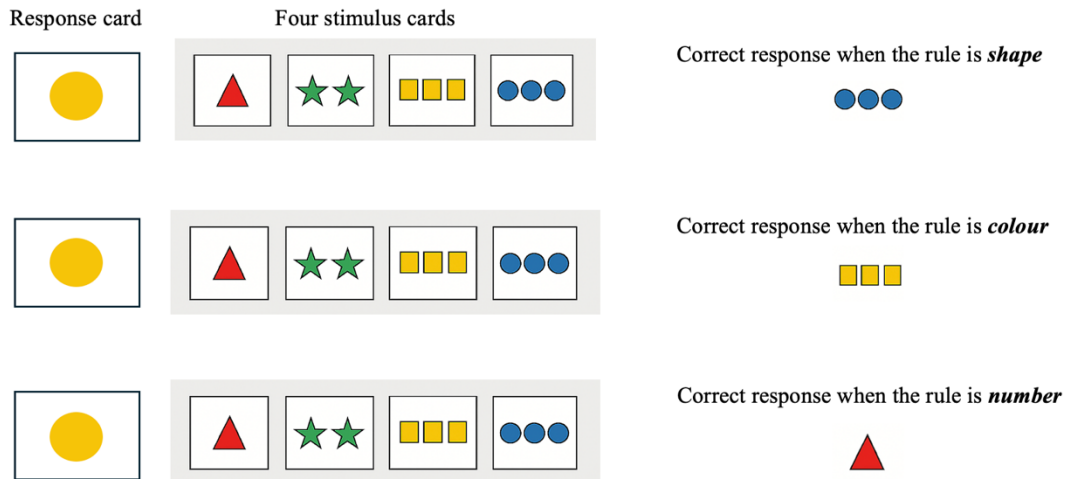 Response card
Four stimulus cards
Correct response when the rule is shape
Correct response when the rule is colour
Correct response when the rule is number